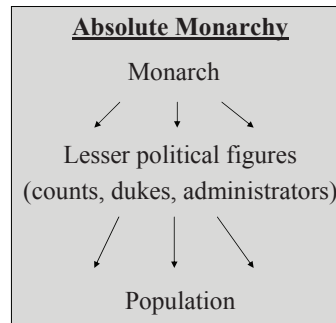 Absolute Monarchy
Monarch
Lesser political figures
(counts, dukes, administrators)
Population